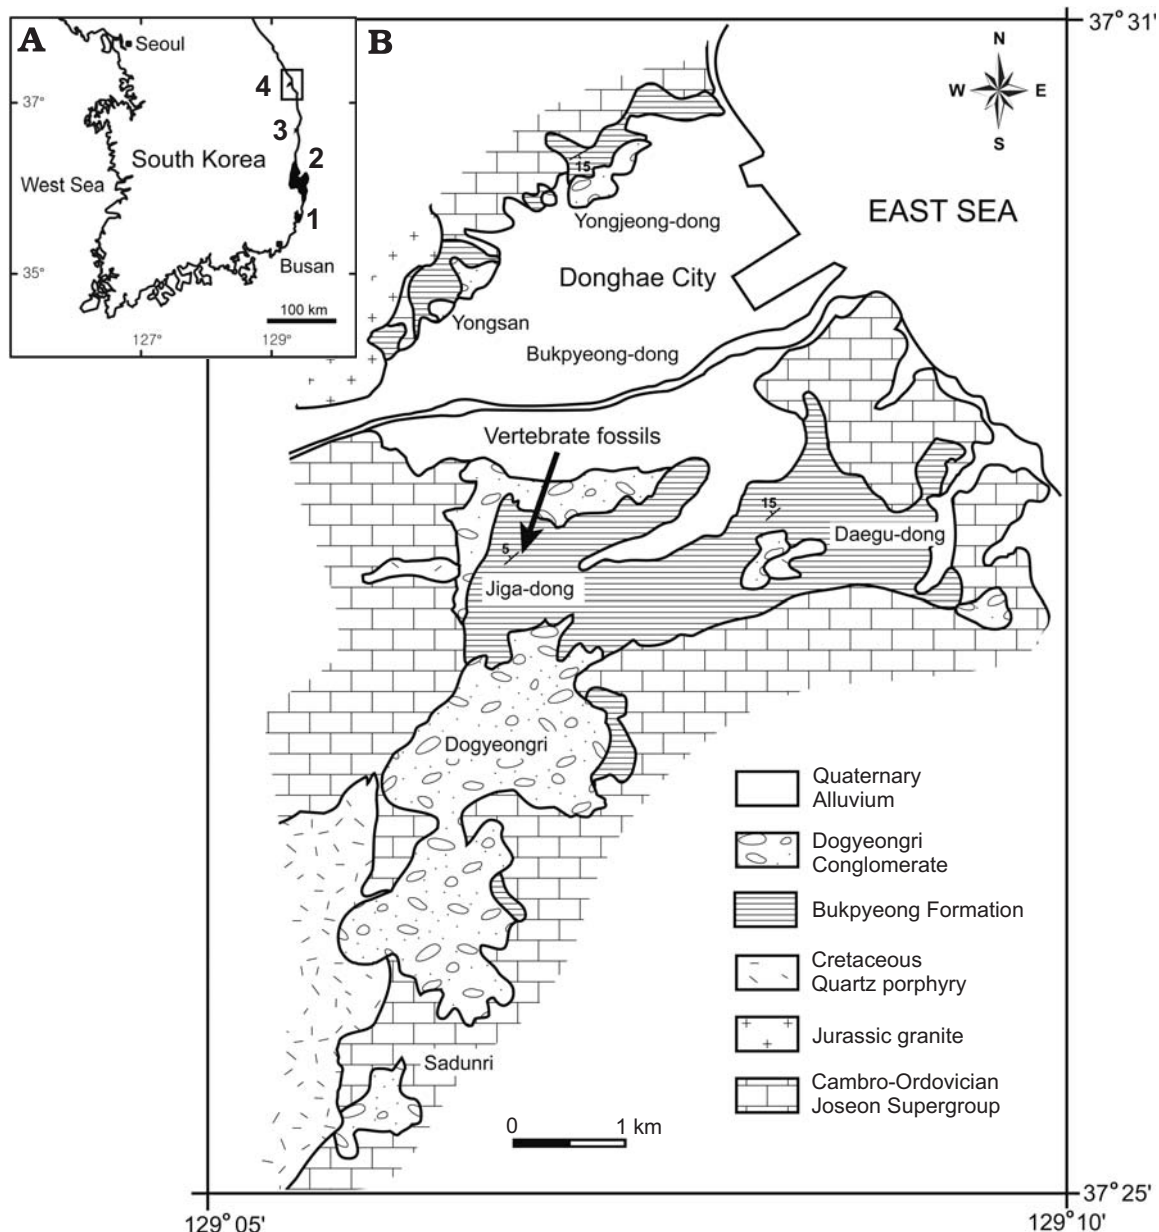 A
Seoul
4
37°
3
South Korea
2
West Sea
1
35°
Busan
100 km
127°
129°
B
37° 31'
N
W
E
S
15
EAST SEA
Yongjeong-dong
Donghae City
Yongsan
Bukpyeong-dong
Vertebrate fossils
15
Daegu-dong
5
Jiga-dong
Dogyeongri
Quaternary
Alluvium
Dogyeongri
Conglomerate
Bukpyeong Formation
Cretaceous
Quartz porphyry
Jurassic granite
Sadunri
Cambro-Ordovician
Joseon Supergroup
0
1 km
37° 25'
129° 05'
129° 10'